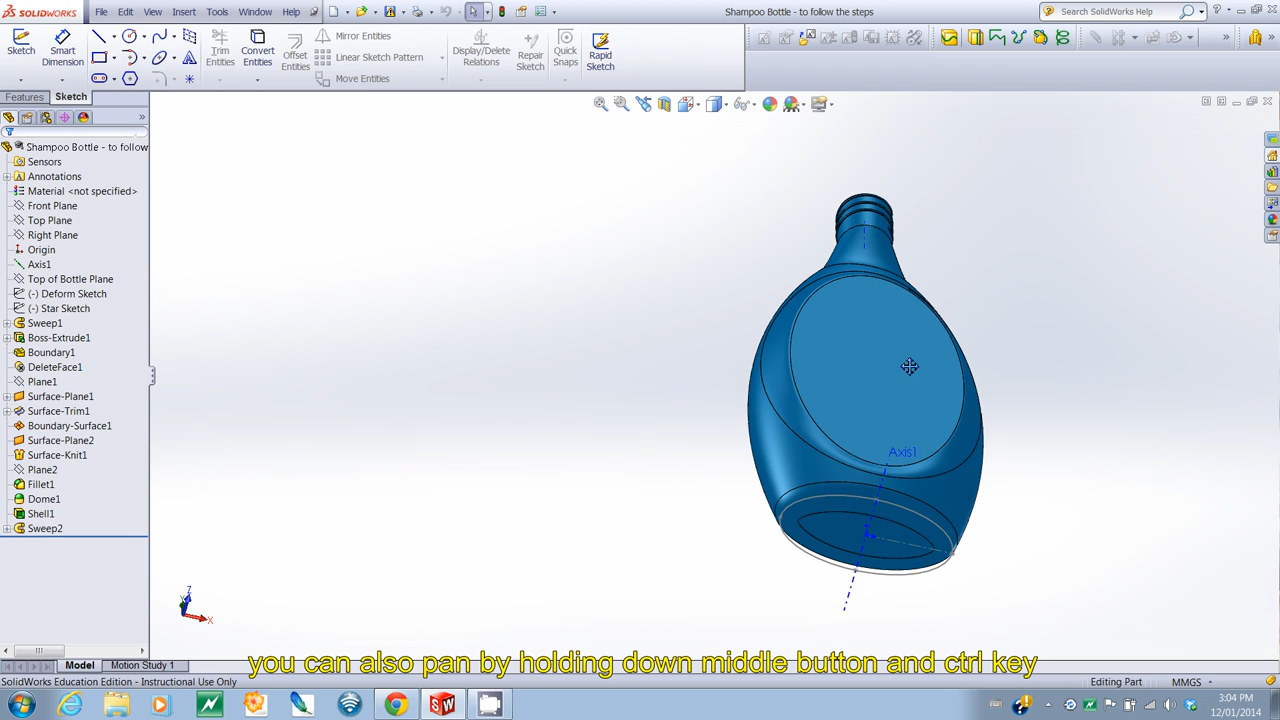 SOLIDWORKS
File Edit View Insert Tools Window Help
Shampoo Bottle - to follow the steps
Search SolidWorks Help
Sketch
Smart Dimension
Trim Entities
Convert Entities
Offset Entities
Mirror Entities
Linear Sketch Pattern
Move Entities
Display/Delete Relations
Repair Sketch
Quick Snaps
Rapid Sketch
Features Sketch
Shampoo Bottle - to follow
Sensors
Annotations
Material <not specified>
Front Plane
Top Plane
Right Plane
Origin
Axis1
Top of Bottle Plane
(-) Deform Sketch
(-) Star Sketch
Sweep1
Boss-Extrude1
Boundary1
DeleteFace1
Plane1
Surface-Plane1
Surface-Trim1
Boundary-Surface1
Surface-Plane2
Surface-Knit1
Plane2
Fillet1
Dome1
Shell1
Sweep2
Axis1
Z
X
you can also pan by holding down middle button and ctrl key
Model Motion Study 1
SolidWorks Education Edition - Instructional Use Only
Editing Part
MMGS
3:04 PM
12/01/2014